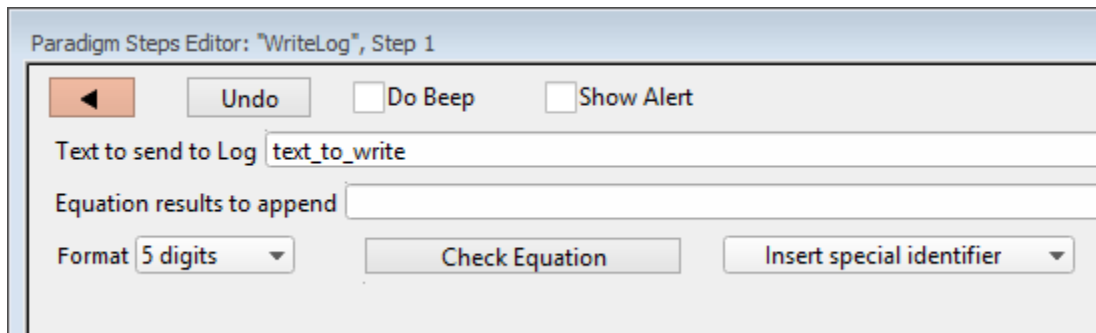 Paradigm Steps Editor: "WriteLog", Step 1
Undo Do Beep Show Alert
Text to send to Log text_to_write
Equation results to append
Format 5 digits Check Equation Insert special identifier